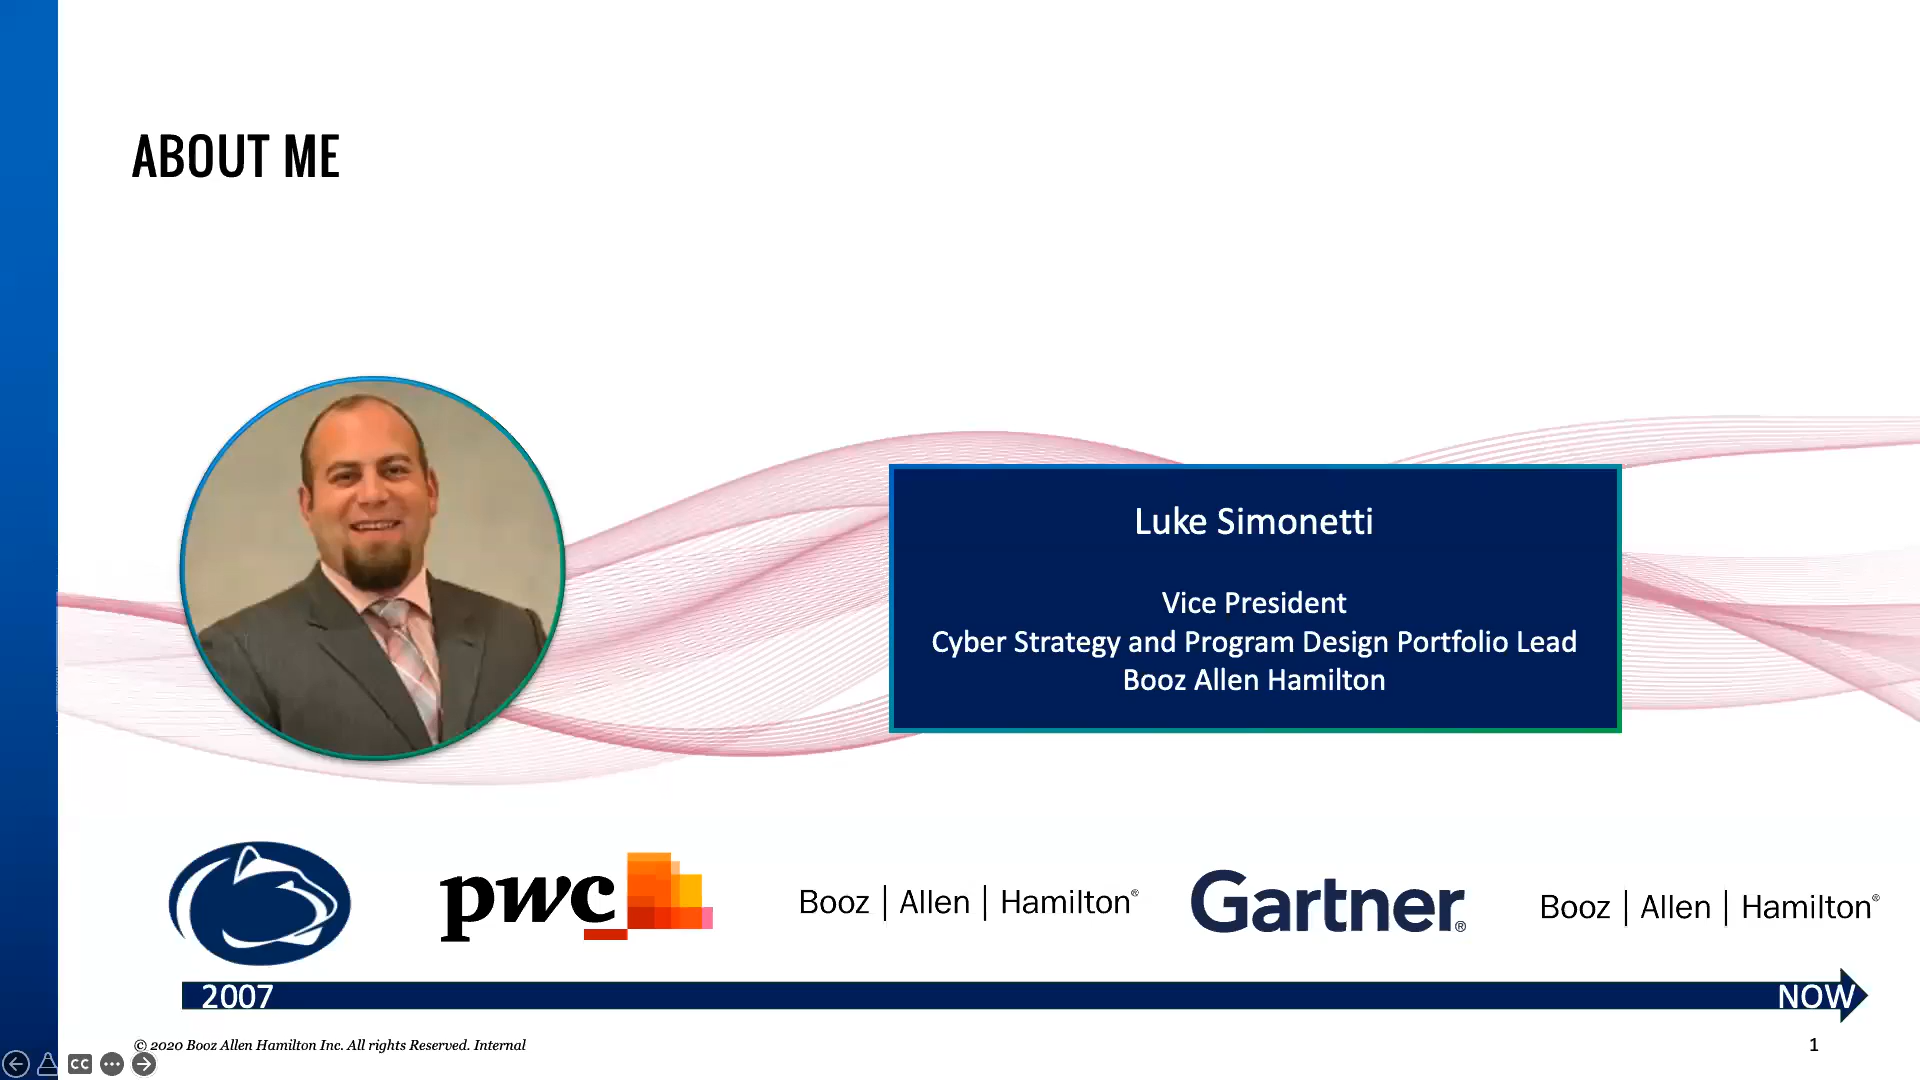 ABOUT ME
Luke Simonetti
Vice President
Cyber Strategy and Program Design Portfolio Lead
Booz Allen Hamilton
pwc
Booz | Allen | Hamilton®
Gartner®
Booz | Allen | Hamilton®
2007
NOW
© 2020 Booz Allen Hamilton Inc. All rights Reserved. Internal
1
CC